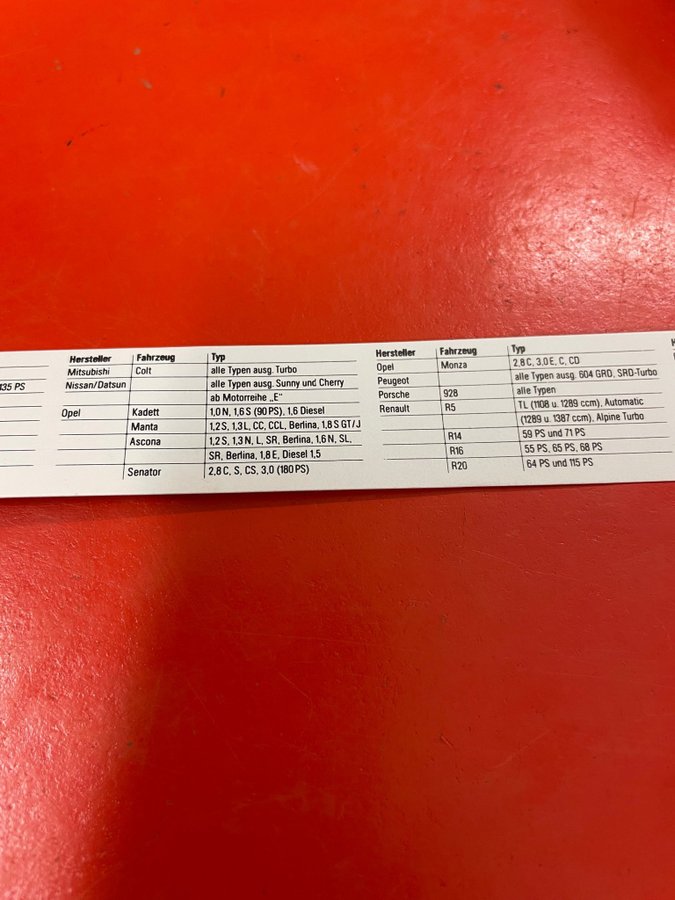 135 PS
Hersteller Fahrzeug Typ
Mitsubishi Colt alle Typen ausg. Turbo
Nissan/Datsun alle Typen ausg. Sunny und Cherry
ab Motorreihe „E"
Opel Kadett 1,0 N, 1,6 S (90 PS), 1,6 Diesel
Manta 1,2 S, 1,3 L, CC, CCL, Berlina, 1,8 S GT/J
Ascona 1,2 S, 1,3 N, L, SR, Berlina, 1,6 N, SL,
SR, Berlina, 1,8 E, Diesel 1,5
Senator 2,8 C, S, CS, 3,0 (180 PS)
Hersteller Fahrzeug Typ
Opel Monza 2,8 C, 3,0 E, C, CD
Peugeot alle Typen ausg. 604 GRD, SRD-Turbo
Porsche 928 alle Typen
Renault R5 TL (1108 u. 1289 ccm), Automatic
(1289 u. 1387 ccm), Alpine Turbo
R14 59 PS und 71 PS
R16 55 PS, 65 PS, 68 PS
R20 64 PS und 115 PS